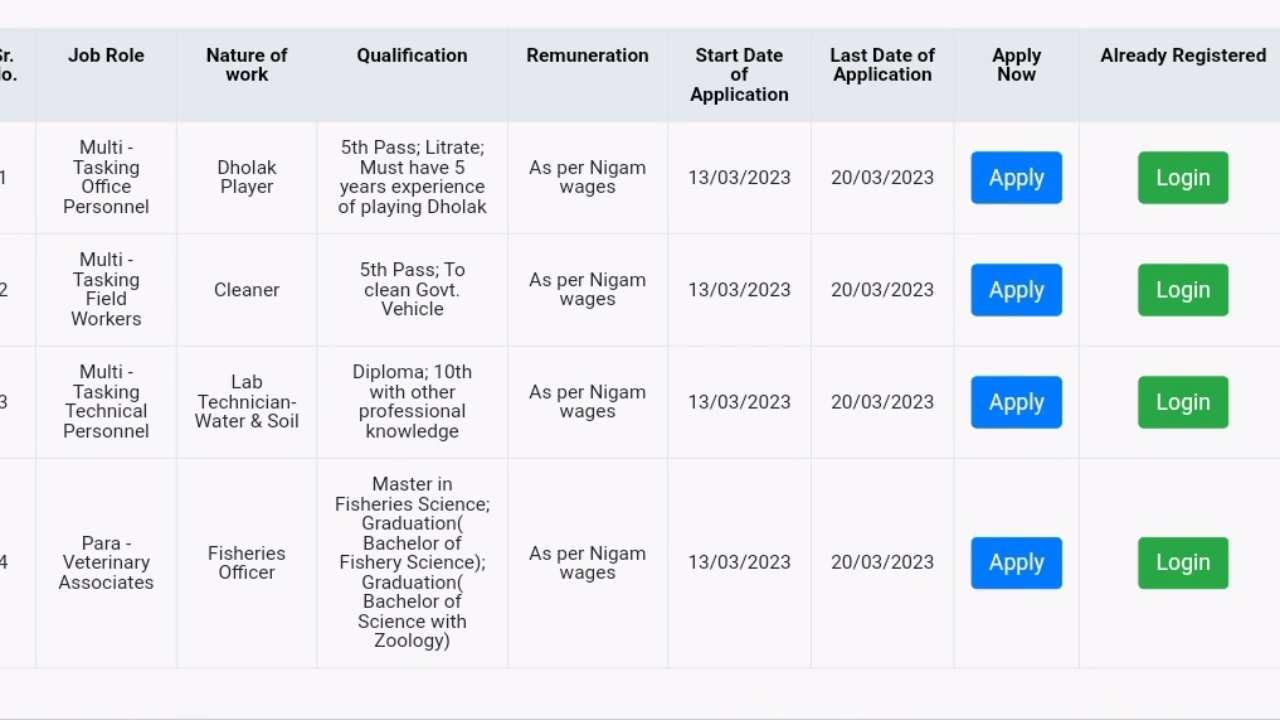 Job Role
Nature of
work
Qualification
Remuneration
Start Date
of
Application
Last Date of
Application
Apply
Now
Already Registered
1
Multi -
Tasking
Office
Personnel
Dholak
Player
5th Pass; Litrate;
Must have 5
years experience
of playing Dholak
As per Nigam
wages
13/03/2023
20/03/2023
Apply
Login
2
Multi -
Tasking
Field
Workers
Cleaner
5th Pass; To
clean Govt.
Vehicle
As per Nigam
wages
13/03/2023
20/03/2023
Apply
Login
3
Multi -
Tasking
Technical
Personnel
Lab
Technician-
Water & Soil
Diploma; 10th
with other
professional
knowledge
As per Nigam
wages
13/03/2023
20/03/2023
Apply
Login
4
Para -
Veterinary
Associates
Fisheries
Officer
Master in
Fisheries Science;
Graduation(
Bachelor of
Fishery Science);
Graduation(
Bachelor of
Science with
Zoology)
As per Nigam
wages
13/03/2023
20/03/2023
Apply
Login